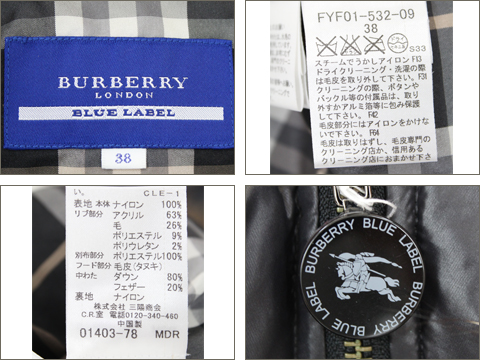 BURBERRY
LONDON
BLUE LABEL
38
FYF01-532-09
38
S33
スチームでうかしアイロン F13
ドライクリーニング・洗濯の際
は毛皮を取り外して下さい。F31
クリーニングの際、ボタンや
バックル等の付属品は、取り
外すかアルミ箔等に包み保護
して下さい。F42
毛皮部分にはアイロンをかけな
いで下さい。F64
毛皮は取りはずし、毛皮専門の
クリーニング店か、信用ある
クリーニング店におまかせ下さ
い。
CLE-1
表地 本体 ナイロン 100%
リブ部分 アクリル 63%
毛 26%
ポリエステル 9%
ポリウレタン 2%
別布部分 ポリエステル 100%
フード部分 毛皮(タヌキ)
中わた ダウン 80%
フェザー 20%
裏地 ナイロン 100%
株式会社 三陽商会
C.R.室 電話0120-340-460
中国製
01403-78 MDR
BURBERRY BLUE LABEL
BURBERRY BLUE LABEL